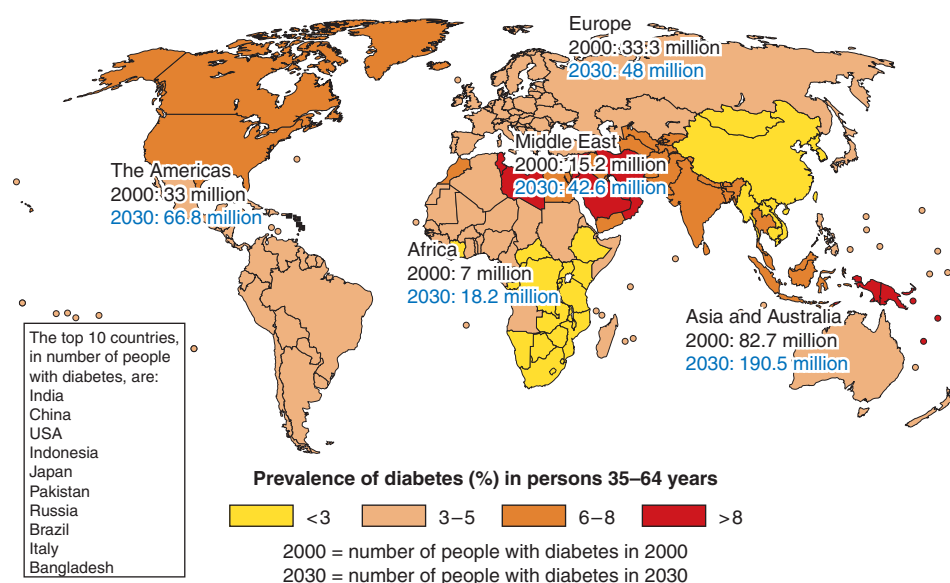 Europe
2000: 33.3 million
2030: 48 million
Middle East
2000: 15.2 million
2030: 42.6 million
The Americas
2000: 33 million
2030: 66.8 million
Africa
2000: 7 million
2030: 18.2 million
Asia and Australia
2000: 82.7 million
2030: 190.5 million
The top 10 countries,
in number of people
with diabetes, are:
India
China
USA
Indonesia
Japan
Pakistan
Russia
Brazil
Italy
Bangladesh
Prevalence of diabetes (%) in persons 35–64 years
<3 3–5 6–8 >8
2000 = number of people with diabetes in 2000
2030 = number of people with diabetes in 2030